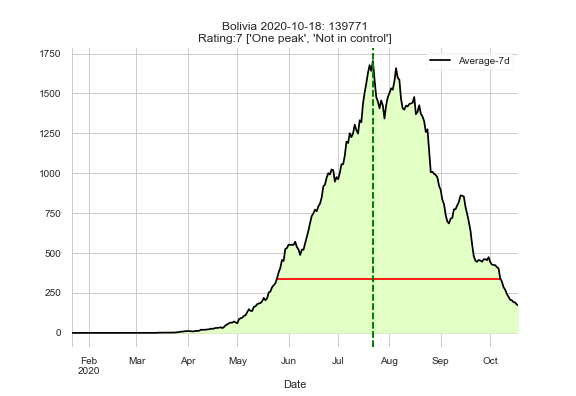 Bolivia 2020-10-18: 139771
Rating:7 ['One peak', 'Not in control']
Average-7d
1750
1500
1250
1000
750
500
250
0
Feb Mar Apr May Jun Jul Aug Sep Oct
2020
Date